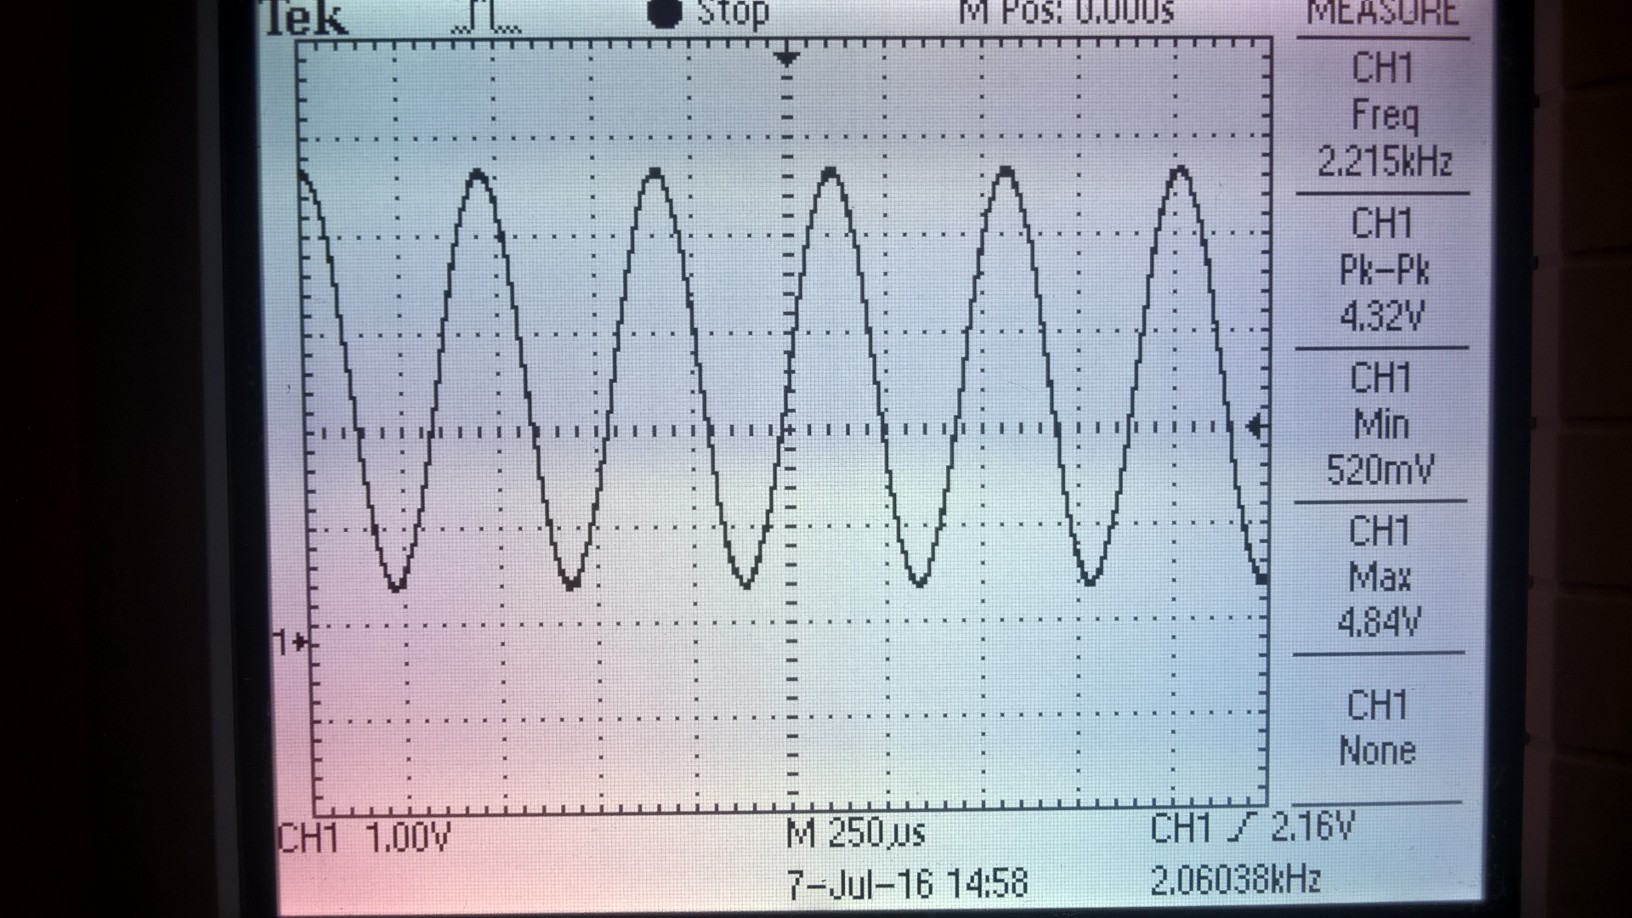 Tek Stop M Pos: 0.000s MEASURE
CH1
Freq
2.215kHz
CH1
Pk-Pk
4.32V
CH1
Min
520mV
CH1
Max
4.84V
CH1
None
1
CH1 1.00V M 250µs CH1 2.16V
7-Jul-16 14:58 2.06038kHz